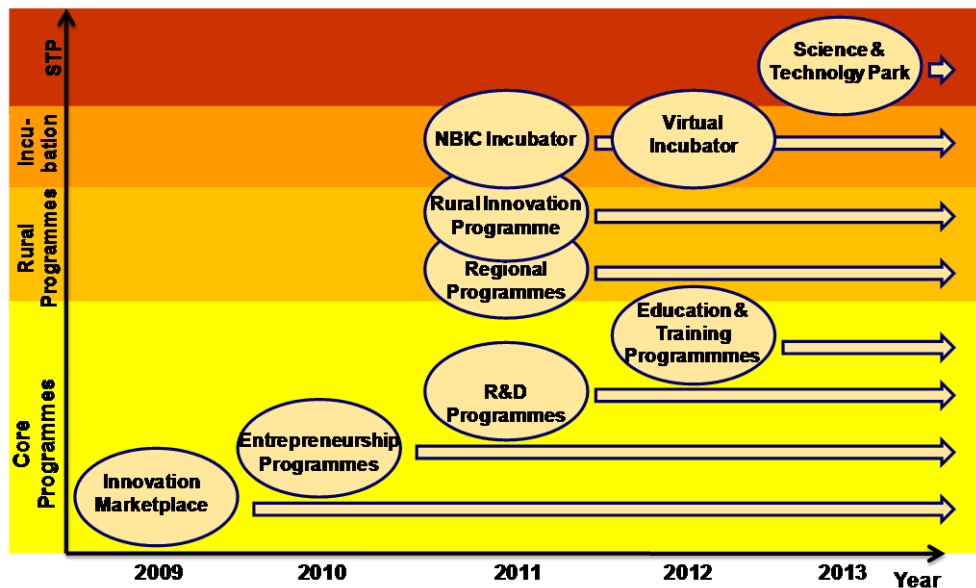 STP
Science &
Technolgy Park
Incu-
bation
NBIC Incubator
Virtual
Incubator
Rural
Programmes
Rural Innovation
Programme
Regional
Programmes
Core
Programmes
Education &
Training
Programmmes
R&D
Programmes
Entrepreneurship
Programmes
Innovation
Marketplace
2009
2010
2011
2012
2013
Year